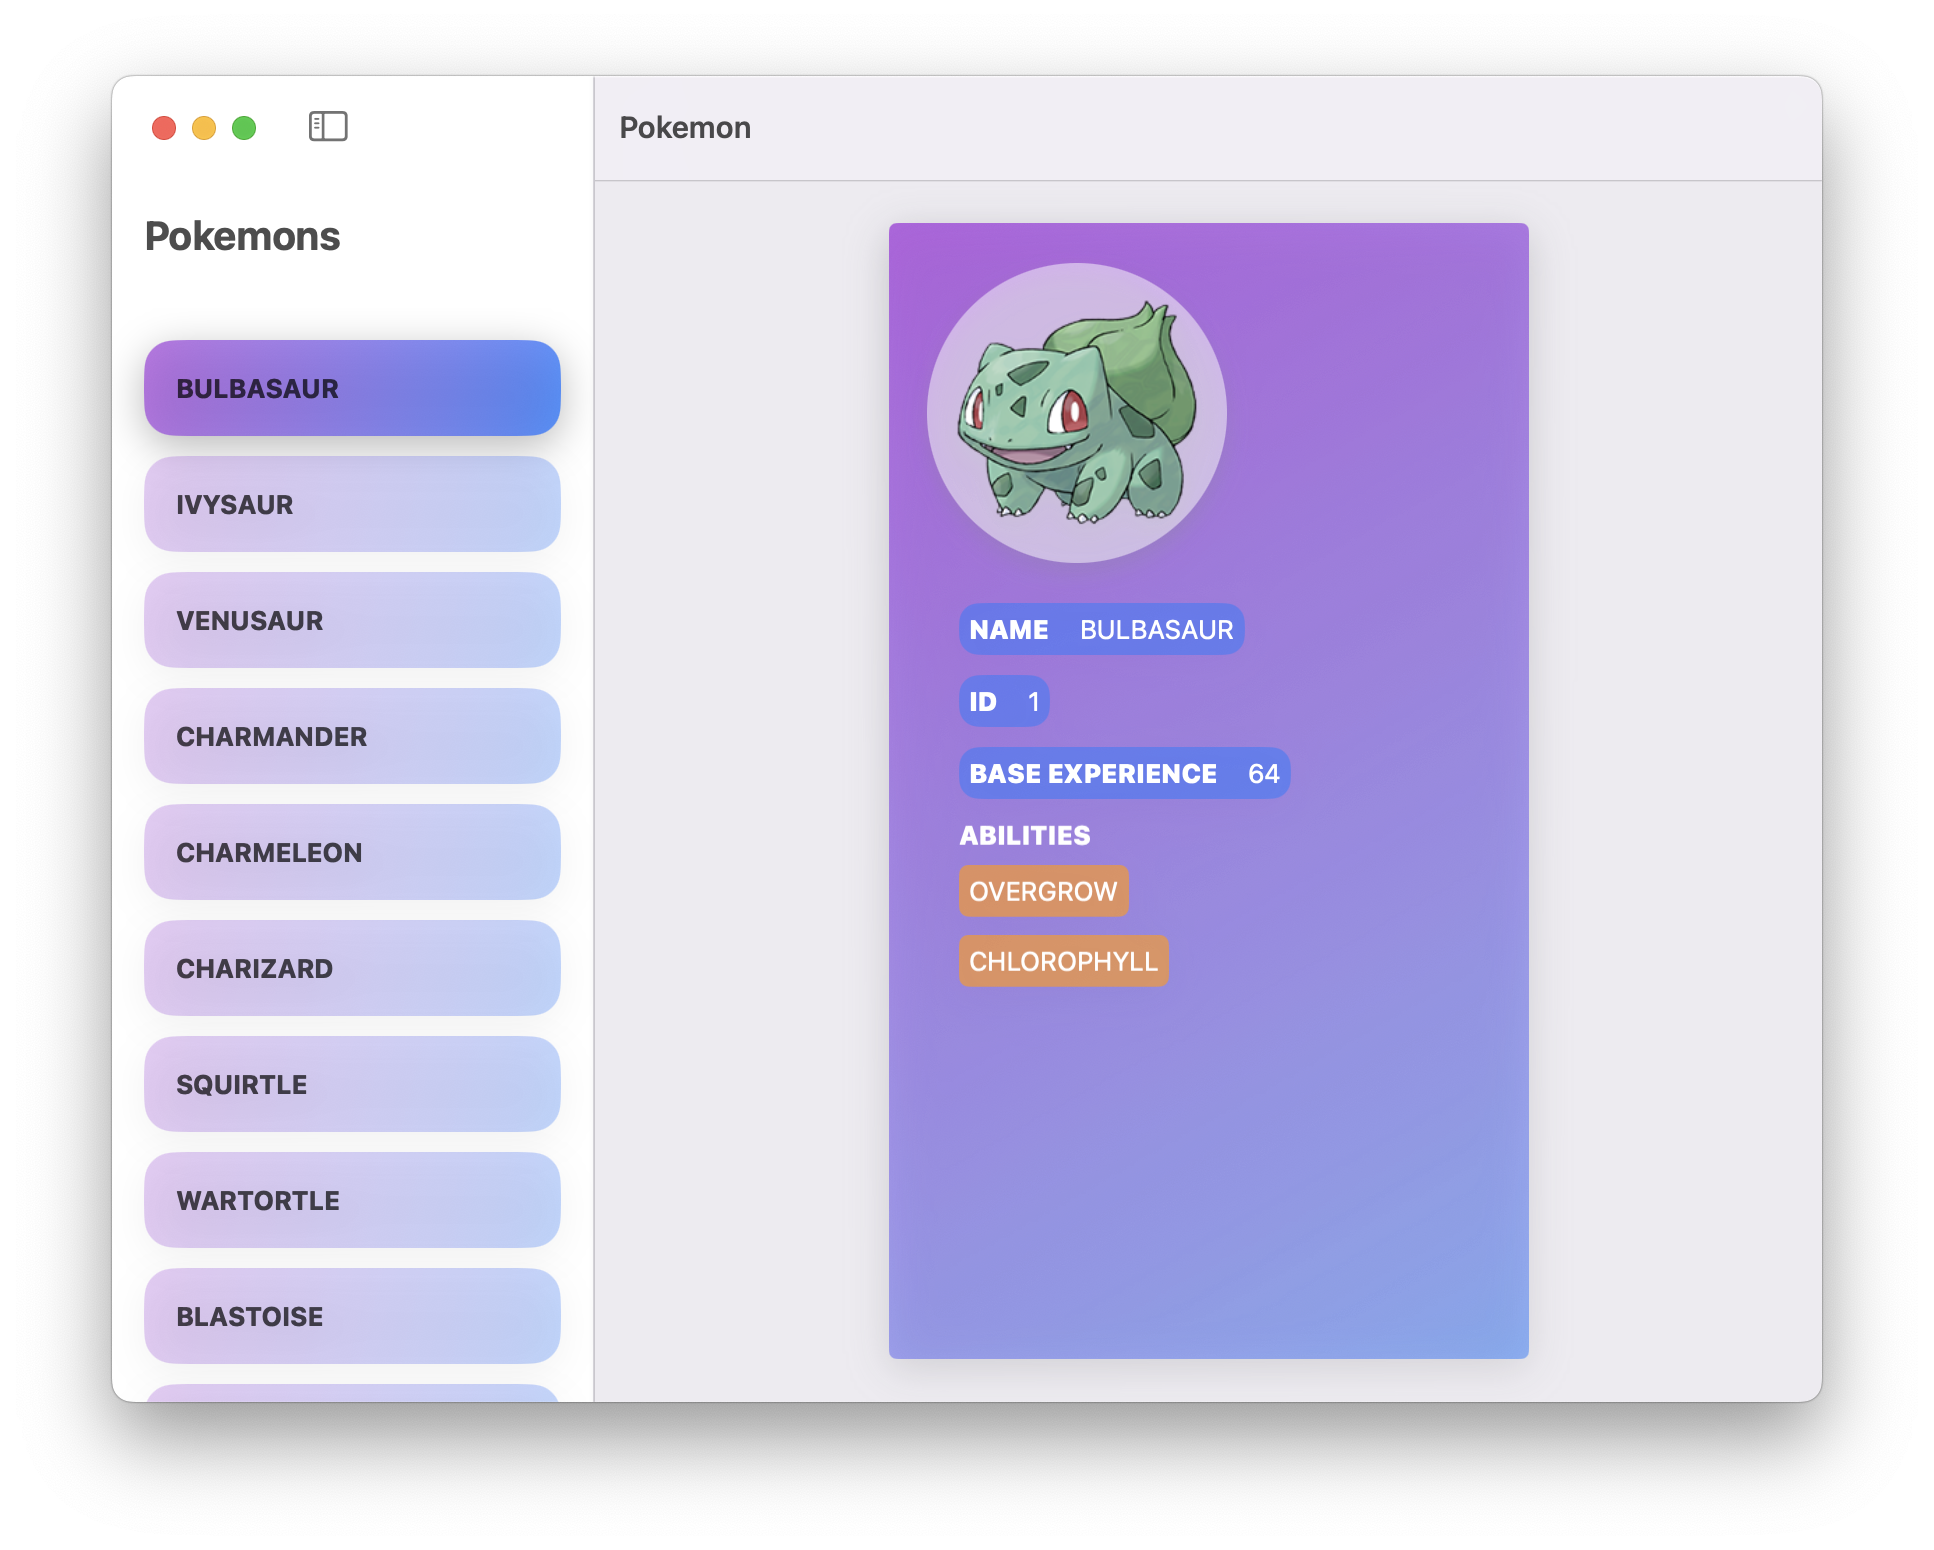 Pokemon
Pokemons
BULBASAUR
IVYSAUR
VENUSAUR
CHARMANDER
CHARMELEON
CHARIZARD
SQUIRTLE
WARTORTLE
BLASTOISE
NAME BULBASAUR
ID 1
BASE EXPERIENCE 64
ABILITIES
OVERGROW
CHLOROPHYLL